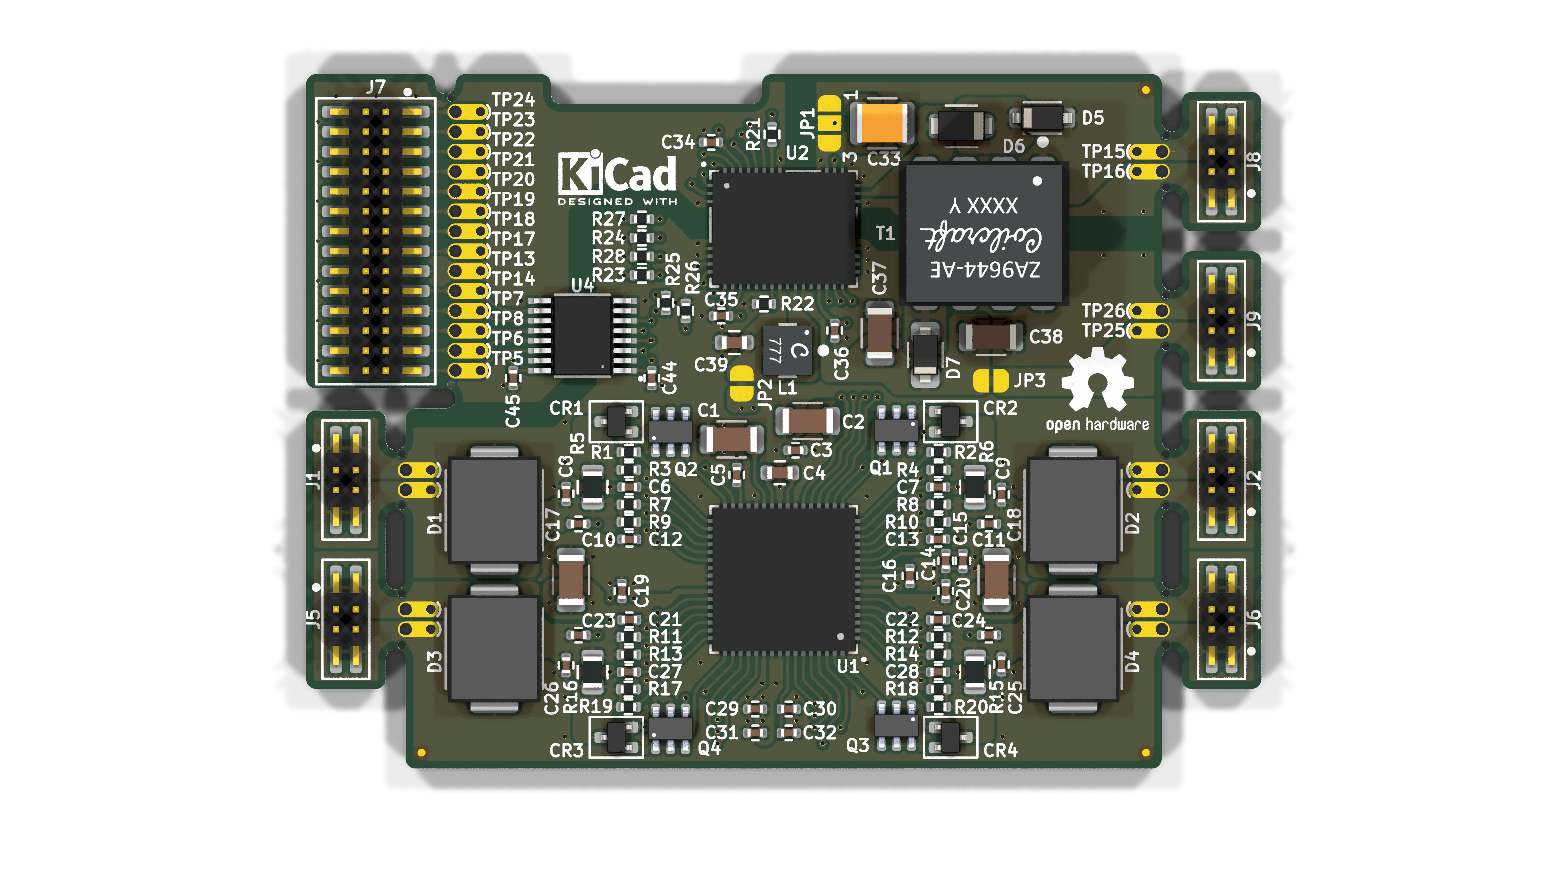 J7
TP24
TP23
TP22
TP21
TP20
TP19
TP18
TP17
TP13
TP14
TP7
TP8
TP6
TP5
KiCad
DESIGNED WITH
C34
R21
U2
JP1
1
3
C33
D6
D5
TP15
TP16
J8
R27
R24
R28
R23
U4
R25
R26
T1
XXXX Y
Coilcraft
ZA9644-AE
C37
C35
R22
C39
C
777
L1
JP2
C36
D7
C38
JP3
TP26
TP25
J9
open hardware
C45
C44
CR1
R5
R1
C1
C2
C3
C4
C5
R3
Q2
Q1
R4
CR2
R2
R6
C9
J1
D1
C3
C17
C6
R7
R9
C12
C10
C7
R8
R10
C13
C15
C11
C18
D2
J2
C16
C14
C20
C19
J5
D3
C23
C21
R11
R13
C27
R17
C26
R16
R19
C22
C24
R12
R14
C28
R18
R20
R15
C25
D4
J6
U1
CR3
Q4
C29
C30
C31
C32
Q3
CR4